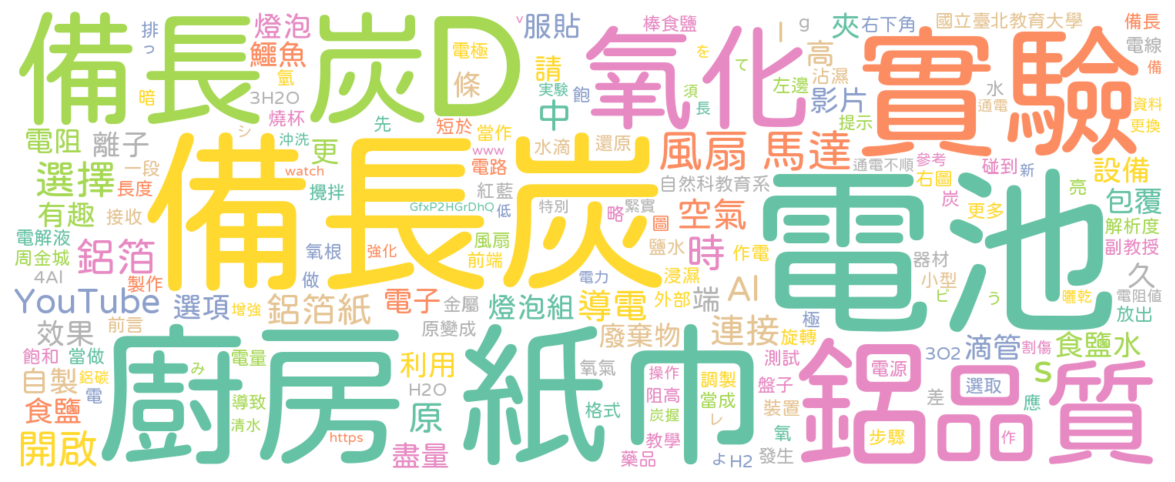 備長炭D
氧化
實驗
備長炭
電池
廚房
紙巾
鋁
品質
排
っ
燈泡
鱷魚
氫
暗
3H2O
燒杯
電極
條
v
服貼
實験
飽
請
中
棒食鹽
I
g
高
を
て
沾濕
須
長
左邊
影片
夾
右下角
提示
國立臺北教育大學
水
通電
備長
電線
備
資料
更換
電阻
離子
シ
沖洗
先
短於
當作
水滴
還原
更
www
電路
選擇
一段
長度
watch
攪拌
紅藍
GfxP2HGrDhQ
低
特別
緊實
略
圖
有趣
接收
電解液
周金城
4Al
鋁箔
製作
氧根
做
強化
風扇
前端
電力
風扇
馬達
通電不順
自然科教育系
空氣
鹽水
時
作電
浸濕
參考
右圖
炭
碰到
新
亮
設備
更多
包覆
解析度
副教授
器材
小型
ピ
う
久
電阻值
曬乾
放出
YouTube
選項
增強
鋁箔紙
電子
金屬
燈泡組
導電
外部
端
Al
效果
前言
原變成
廢棄物
連接
旋轉
極
飽和
當做
み
電量
利用
H2O
氧氣
操作
阻高
炭握
調製
當成
測試
盤子
電源
3O2
滴管
割傷
食鹽水
s
自製
鋁碳
電
導致
清水
食鹽
原
格式
裝置
レ
氧
差
選取
應
開啟
https
盡量
教學
藥品
よ
H2
發生
步驟
作